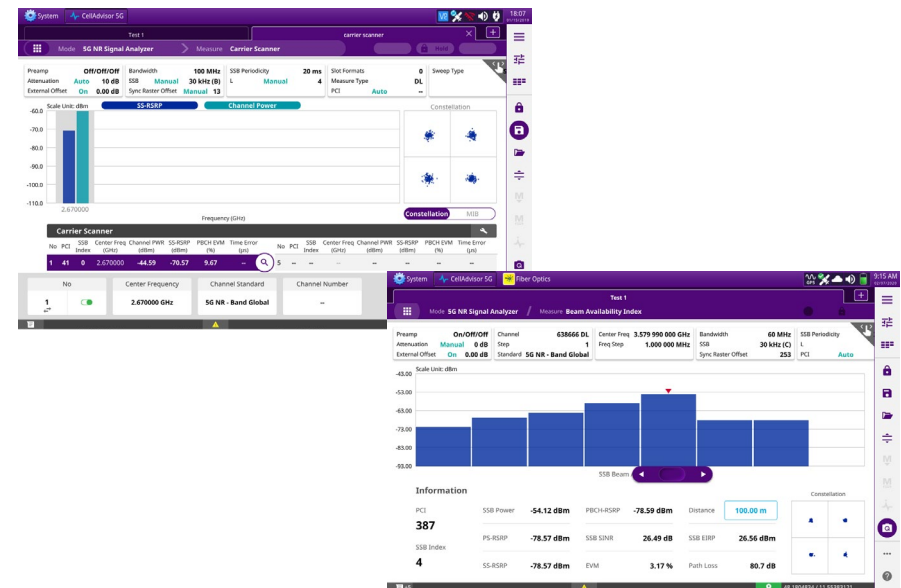 System CellAdvisor 5G VR 18:07
Test 1 carrier scanner × +
Mode 5G NR Signal Analyzer Measure Carrier Scanner Hold
Preamp Off/Off/Off Bandwidth 100 MHz SSB Periodicity 20 ms Slot Formats 0 Sweep Type
Attenuation Auto 10 dB SSB Manual 30 kHz (B) L Manual 4 Measure Type DL
External Offset On 0.00 dB Sync Raster Offset Manual 13 PCI Auto --
Scale Unit: dBm SS-RSRP Channel Power Constellation
-60.0
-70.0
-80.0
-90.0
-100.0
-110.0
2.670000
Frequency (GHz)
Constellation MIB
Carrier Scanner
No PCI SSB Index Center Freq (GHz) Channel PWR (dBm) SS-RSRP (dBm) PBCH EVM (%) Time Error (μs) No PCI SSB Index Center Freq (GHz) Channel PWR (dBm) SS-RSRP (dBm) PBCH EVM (%) Time Error (μs)
1 41 0 2.670000 -44.59 -70.57 9.67 -- 5 -- -- -- -- -- -- --
No Center Frequency Channel Standard Channel Number
1 2.670000 GHz 5G NR - Band Global --
System CellAdvisor 5G Fiber Optics GPS 9:15 AM
Test 1 +
Mode 5G NR Signal Analyzer / Measure Beam Availability Index
Preamp On/Off/Off Channel 638666 DL Center Freq 3.579 990 000 GHz Bandwidth 60 MHz SSB Periodicity
Attenuation Manual 0 dB Step 1 Freq Step 1.000 000 MHz SSB 30 kHz (C) L
External Offset On 0.00 dB Standard 5G NR - Band Global Sync Raster Offset 253 PCI Auto
Scale Unit: dBm
-43.00
-53.00
-63.00
-73.00
-83.00
-93.00
SSB Beam
Information
Constellation
PCI SSB Power -54.12 dBm PBCH-RSRP -78.59 dBm Distance 100.00 m
387
PS-RSRP -78.57 dBm SSB SINR 26.49 dB SSB EIRP 26.56 dBm
SSB Index
4 SS-RSRP -78.57 dBm EVM 3.17 % Path Loss 80.7 dB